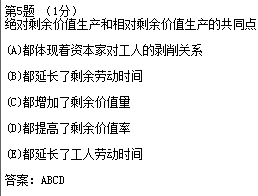 第5题 （1分）
绝对剩余价值生产和相对剩余价值生产的共同点
(A)都体现着资本家对工人的剥削关系
(B)都延长了剩余劳动时间
(C)都增加了剩余价值量
(D)都提高了剩余价值率
(E)都延长了工人劳动时间
答案：ABCD